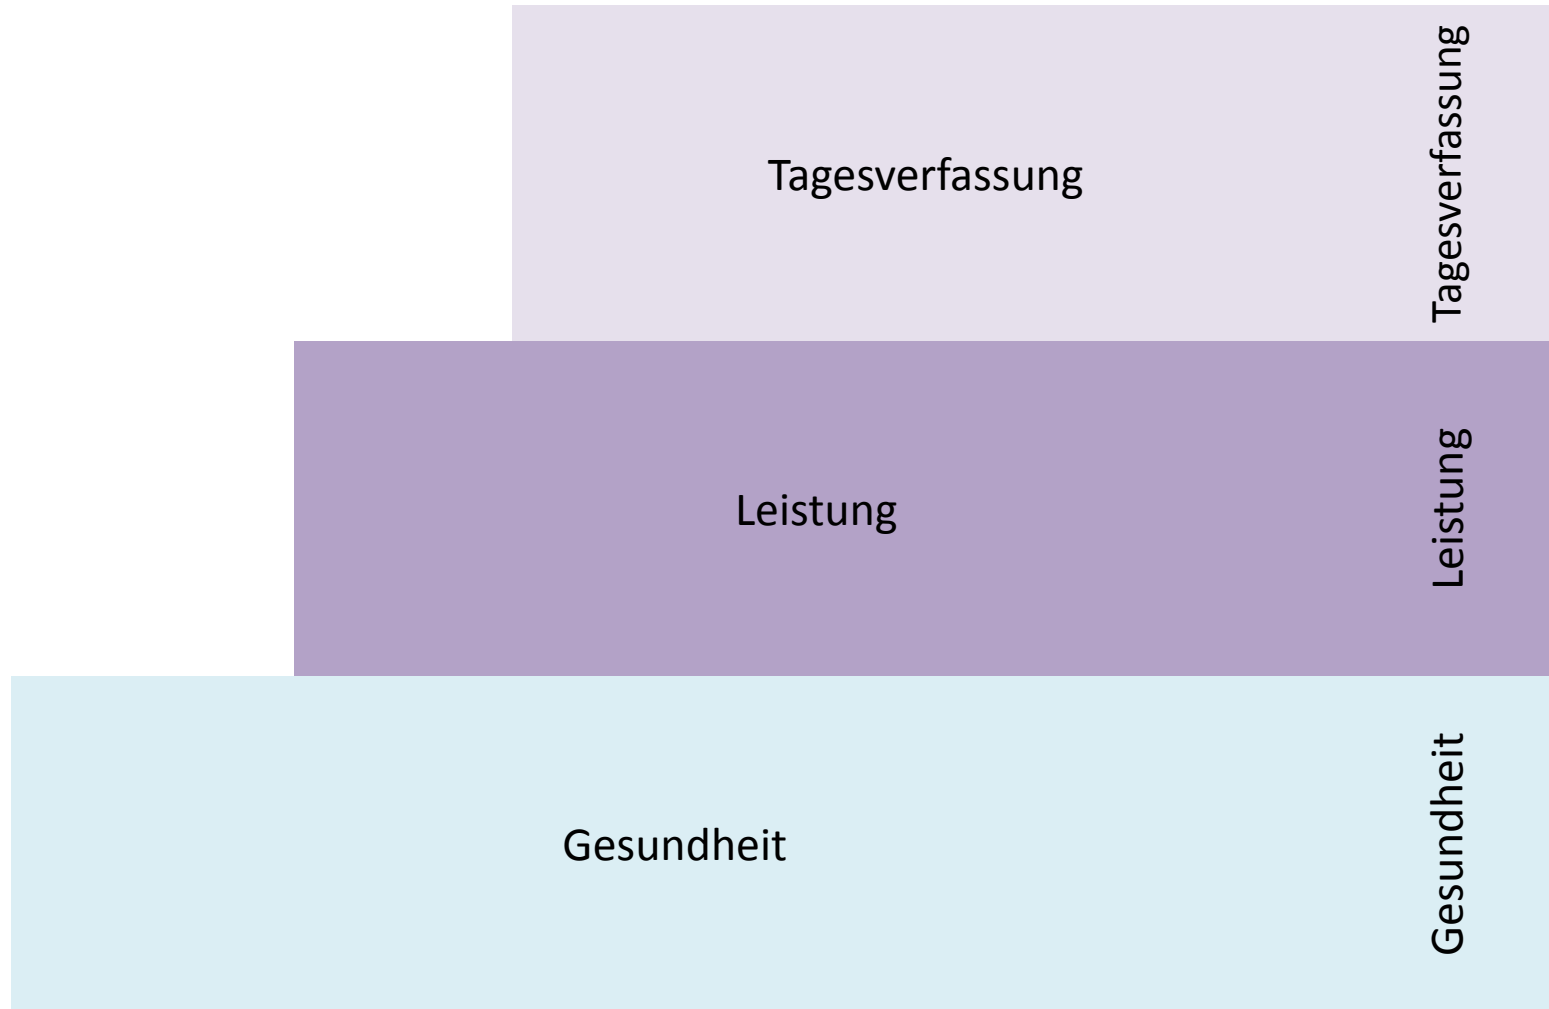 Tagesverfassung
Tagesverfassung
Leistung
Leistung
Gesundheit
Gesundheit